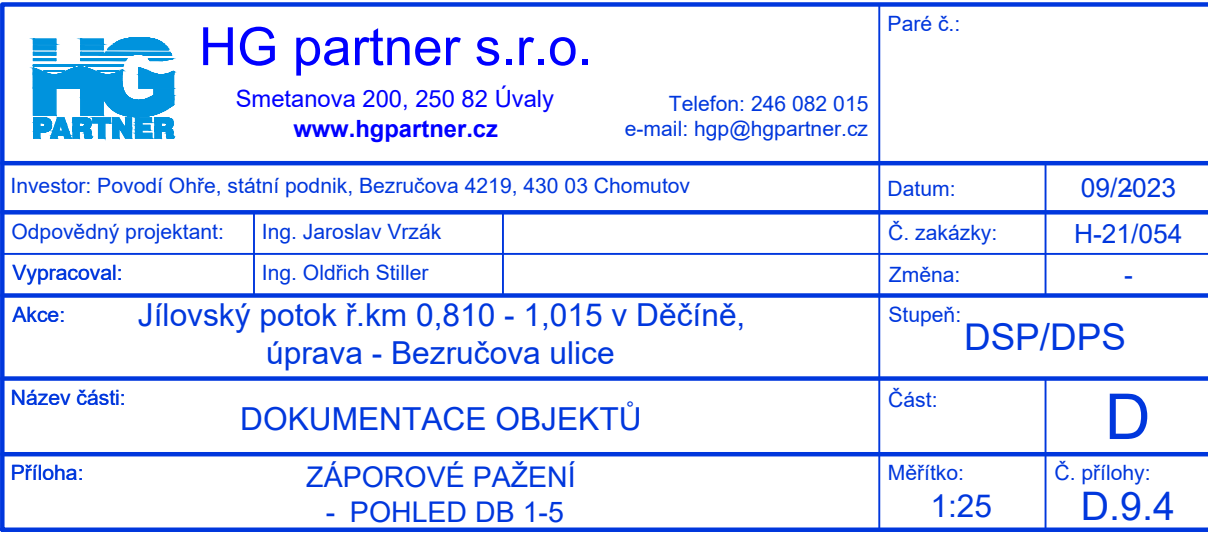 HG
PARTNER
HG partner s.r.o.
Smetanova 200, 250 82 Úvaly
www.hgpartner.cz
Telefon: 246 082 015
e-mail: hgp@hgpartner.cz
Paré č.:
Investor: Povodí Ohře, státní podnik, Bezručova 4219, 430 03 Chomutov
Datum: 09/2023
Odpovědný projektant: Ing. Jaroslav Vrzák
Č. zakázky: H-21/054
Vypracoval: Ing. Oldřich Stiller
Změna: -
Akce: Jílovský potok ř.km 0,810 - 1,015 v Děčíně,
úprava - Bezručova ulice
Stupeň: DSP/DPS
Název části: DOKUMENTACE OBJEKTŮ
Část: D
Příloha: ZÁPOROVÉ PAŽENÍ
- POHLED DB 1-5
Měřítko: 1:25
Č. přílohy: D.9.4